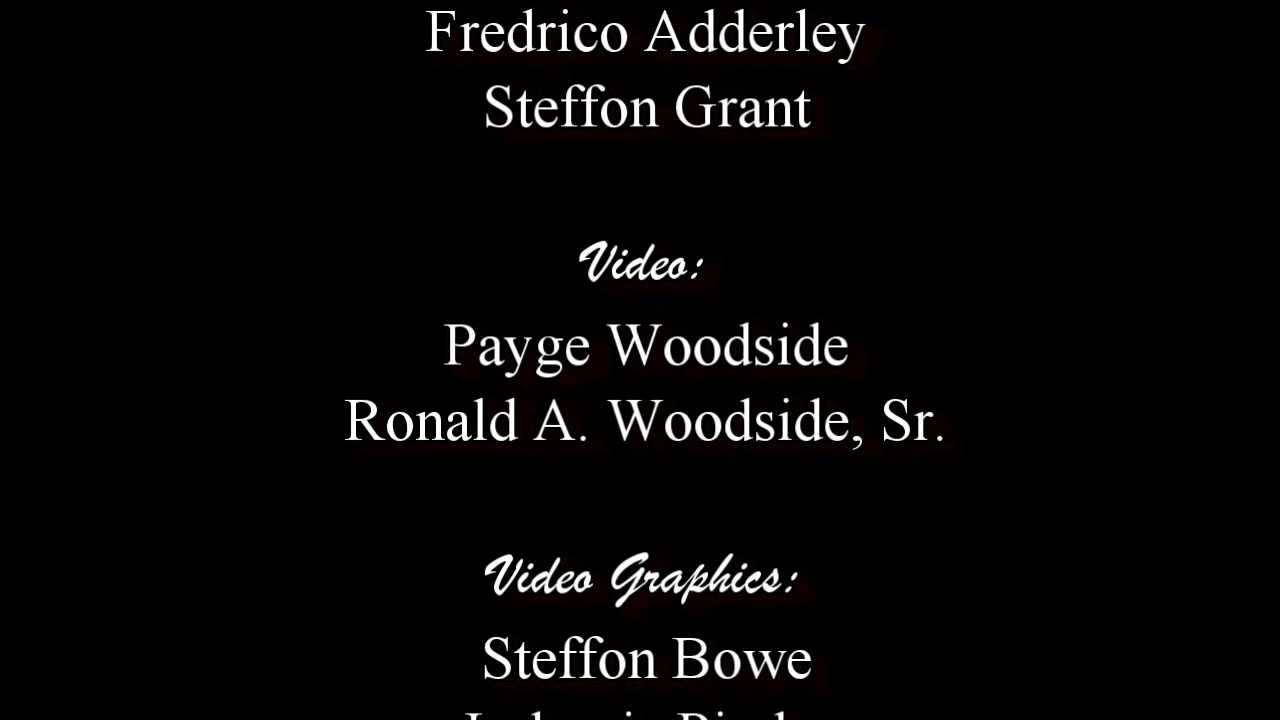 Fredrico Adderley
Steffon Grant
Video:
Payge Woodside
Ronald A. Woodside, Sr.
Video Graphics:
Steffon Bowe